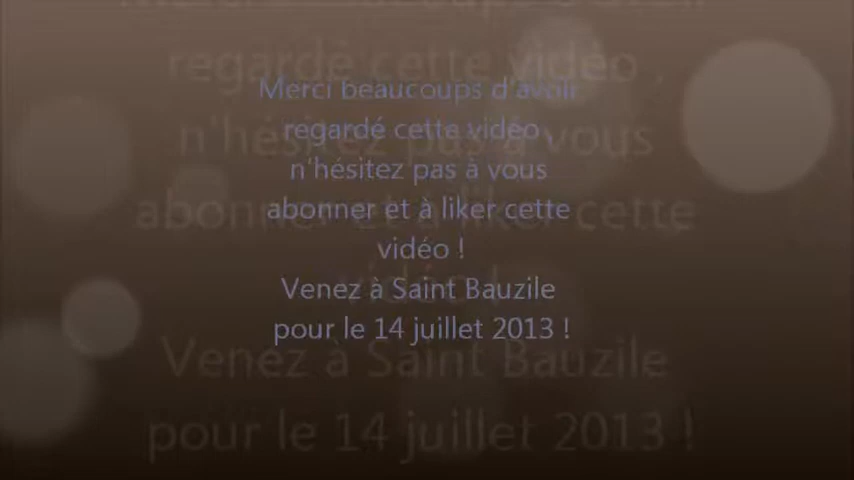 Merci beaucoups d'avoir
regardé cette vidéo
n'hésitez pas à vous
abonner et à liker cette
vidéo !
Venez à Saint Bauzile
pour le 14 juillet 2013 !